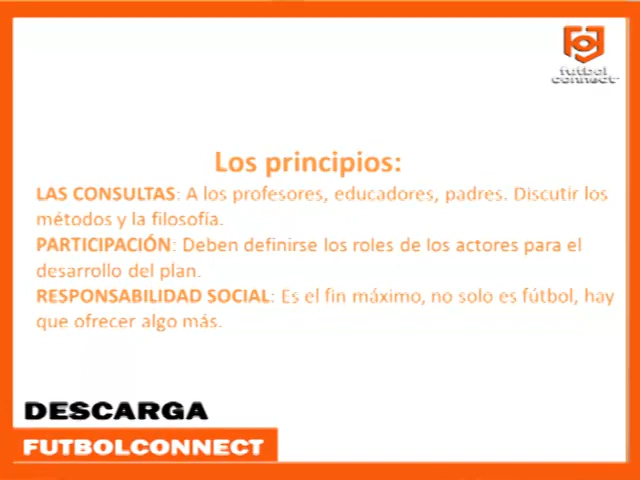 futbol
connect
Los principios:
LAS CONSULTAS: A los profesores, educadores, padres. Discutir los
métodos y la filosofía.
PARTICIPACIÓN: Deben definirse los roles de los actores para el
desarrollo del plan.
RESPONSABILIDAD SOCIAL: Es el fin máximo, no solo es fútbol, hay
que ofrecer algo más.
DESCARGA
FUTBOLCONNECT